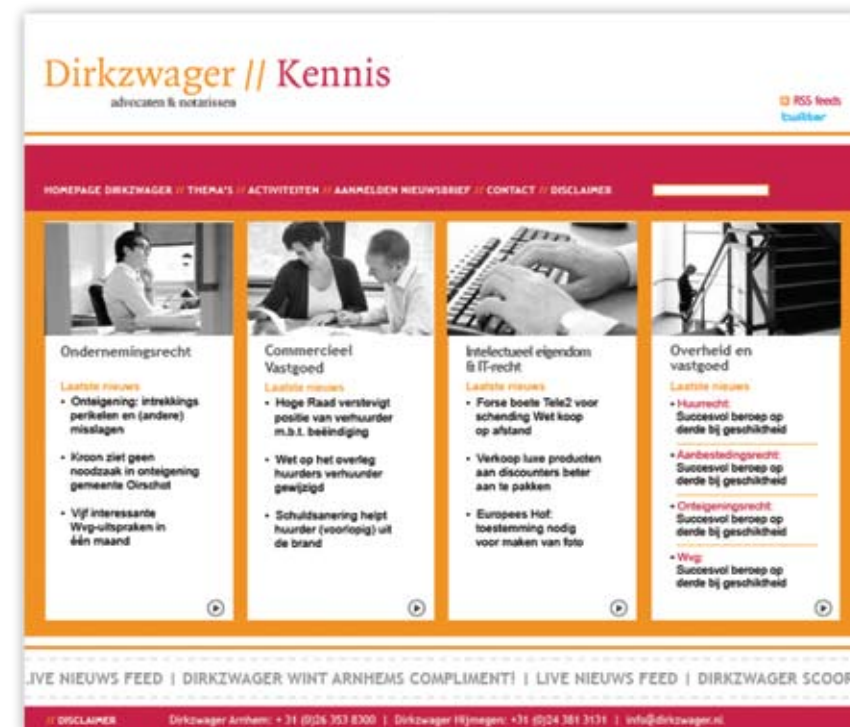 Dirkzwager // Kennis
advocaten & notarissen
RSS feeds
twitter
HOMEPAGE DIRKZWAGER // THEMA'S // ACTIVITEITEN // AANMELDEN NIEUWSBRIEF // CONTACT // DISCLAIMER
Ondernemingsrecht
Laatste nieuws
• Onteigening: intrekkings
perikelen en (andere)
misslagen
• Kroon ziet geen
noodzaak in onteigening
gemeente Oirschot
• Vijf interessante
Wvg-uitspraken in
één maand
Commercieel
Vastgoed
Laatste nieuws
• Hoge Raad verstevigt
positie van verhuurder
m.b.t. beëindiging
• Wet op het overleg
huurders verhuurder
gewijzigd
• Schuldsanering helpt
huurder (voorlopig) uit
de brand
Intelectueel eigendom
& IT-recht
Laatste nieuws
• Forse boete Tele2 voor
schending Wet koop
op afstand
• Verkoop luxe producten
aan discounters beter
aan te pakken
• Europees Hof:
toestemming nodig
voor maken van foto
Overheid en
vastgoed
Laatste nieuws
• Huurrecht:
Succesvol beroep op
derde bij geschiktheid
• Aanbestedingsrecht:
Succesvol beroep op
derde bij geschiktheid
• Onteigeningsrecht:
Succesvol beroep op
derde bij geschiktheid
• Wvg:
Succesvol beroep op
derde bij geschiktheid
IVE NIEUWS FEED | DIRKZWAGER WINT ARNHEMS COMPLIMENT! | LIVE NIEUWS FEED | DIRKZWAGER SCOOR
// DISCLAIMER Dirkzwager Arnhem: + 31 (0)26 353 8300 | Dirkzwager Nijmegen: +31 (0)24 381 3131 | info@dirkzwager.nl